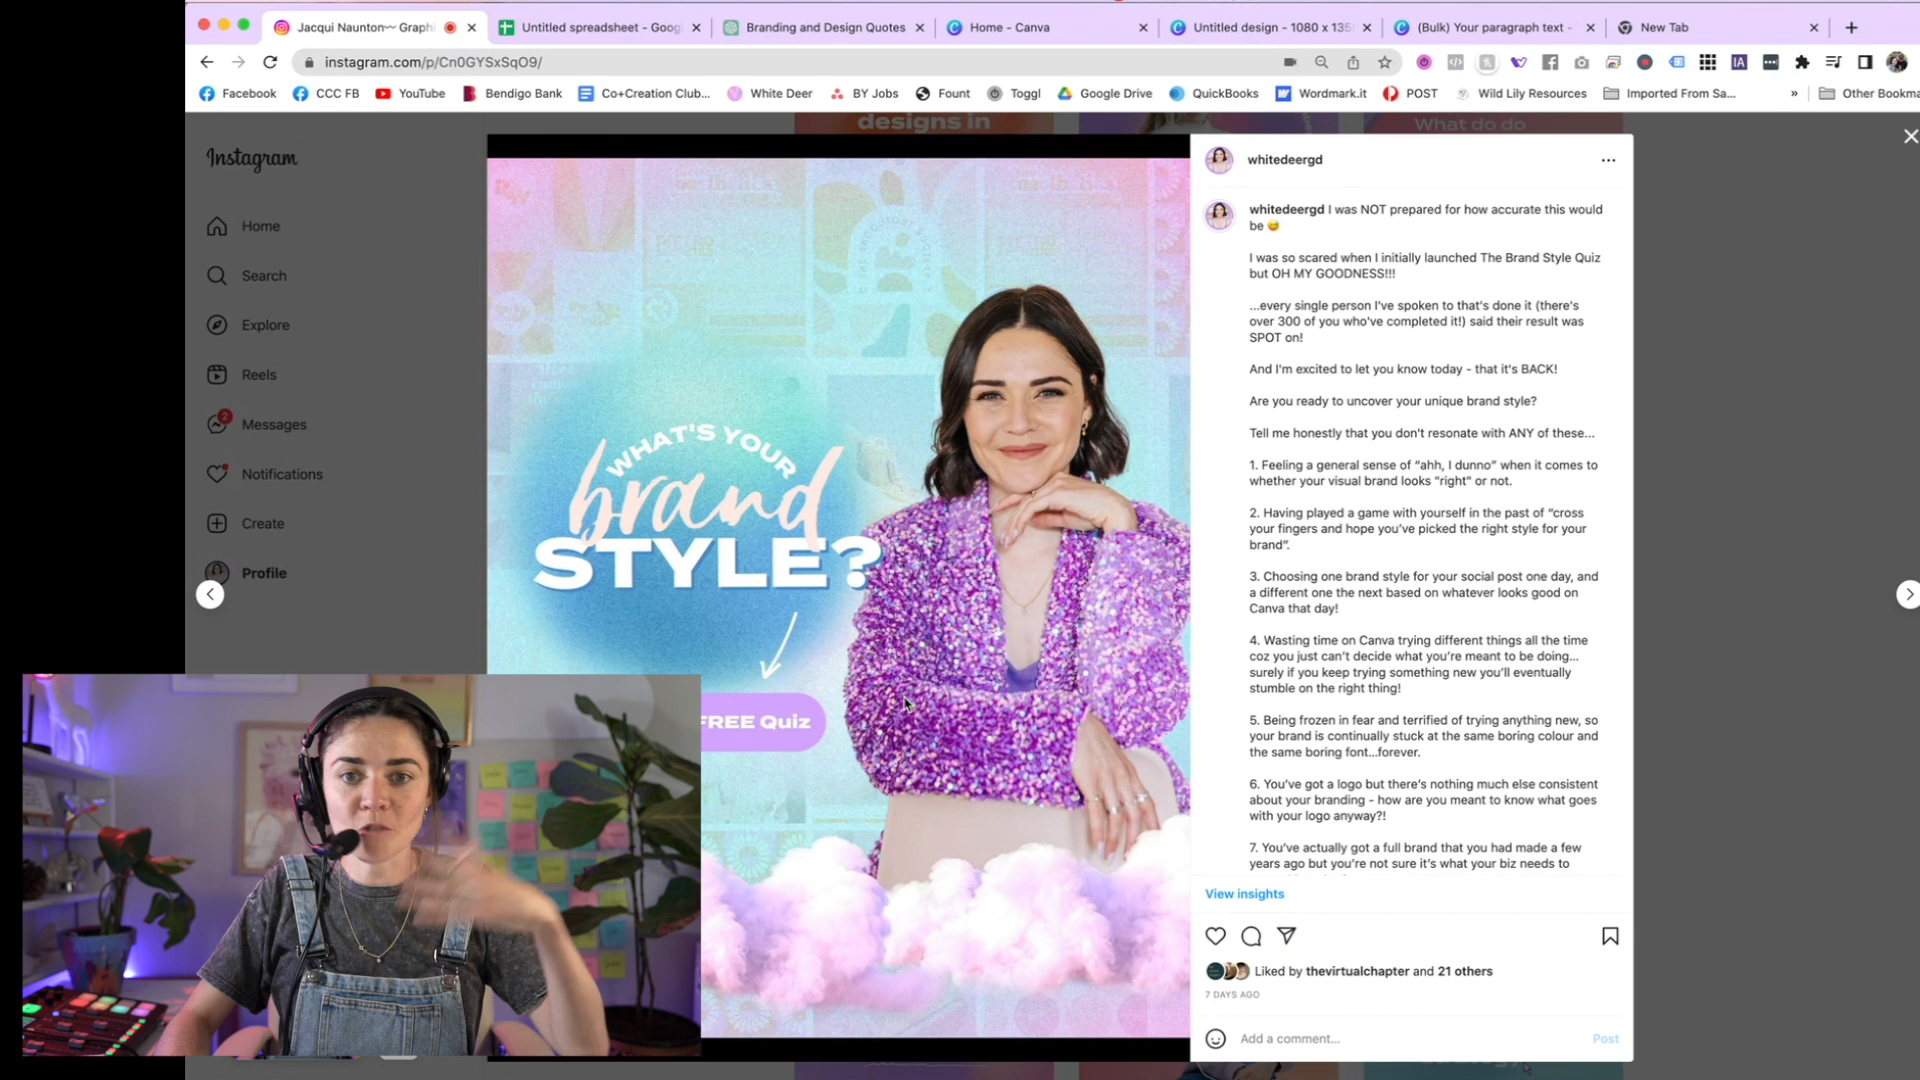 Jacqui Naunton~ Graph
Untitled spreadsheet - Goog
Branding and Design Quotes
Home - Canva
Untitled design - 1080 x 135
(Bulk) Your paragraph text -
New Tab
instagram.com/p/Cn0GYSxSqO9/
Facebook
CCC FB
YouTube
Bendigo Bank
Co+Creation Club...
White Deer
BY Jobs
Fount
Toggl
Google Drive
QuickBooks
Wordmark.it
POST
Wild Lily Resources
Imported From Sa...
»
Other Bookma
designs in
What do do
Instagram
Home
Search
Explore
Reels
2
Messages
Notifications
Create
Profile
WHAT'S YOUR
brand
STYLE?
FREE Quiz
whitedeergd
whitedeergd I was NOT prepared for how accurate this would
be 😅
I was so scared when I initially launched The Brand Style Quiz
but OH MY GOODNESS!!!
...every single person I've spoken to that's done it (there's
over 300 of you who've completed it!) said their result was
SPOT on!
And I'm excited to let you know today - that it's BACK!
Are you ready to uncover your unique brand style?
Tell me honestly that you don't resonate with ANY of these...
1. Feeling a general sense of “ahh, I dunno” when it comes to
whether your visual brand looks "right" or not.
2. Having played a game with yourself in the past of “cross
your fingers and hope you’ve picked the right style for your
brand”.
3. Choosing one brand style for your social post one day, and
a different one the next based on whatever looks good on
Canva that day!
4. Wasting time on Canva trying different things all the time
coz you just can’t decide what you’re meant to be doing...
surely if you keep trying something new you’ll eventually
stumble on the right thing!
5. Being frozen in fear and terrified of trying anything new, so
your brand is continually stuck at the same boring colour and
the same boring font...forever.
6. You’ve got a logo but there’s nothing much else consistent
about your branding - how are you meant to know what goes
with your logo anyway?!
7. You’ve actually got a full brand that you had made a few
years ago but you’re not sure it’s what your biz needs to
View insights
Liked by thevirtualchapter and 21 others
7 DAYS AGO
Add a comment...
Post